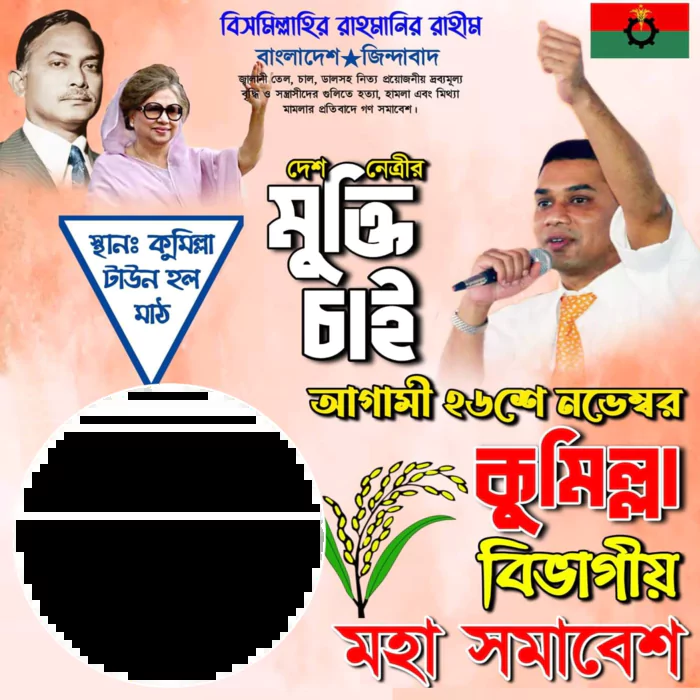 বিসমিল্লাহির রাহমানির রাহীম
বাংলাদেশ★জিন্দাবাদ
জ্বালানী তেল, চাল, ডালসহ নিত্য প্রয়োজনীয় দ্রব্যমূল্য
বৃদ্ধি ও সন্ত্রাসীদের গুলিতে হত্যা, হামলা এবং মিথ্যা
মামলার প্রতিবাদে গণ সমাবেশ।
দেশ নেত্রীর
মুক্তি
চাই
স্থানঃ কুমিল্লা
টাউন হল
মাঠ
আগামী ২৬শে নভেম্বর
কুমিল্লা
বিভাগীয়
মহা সমাবেশ